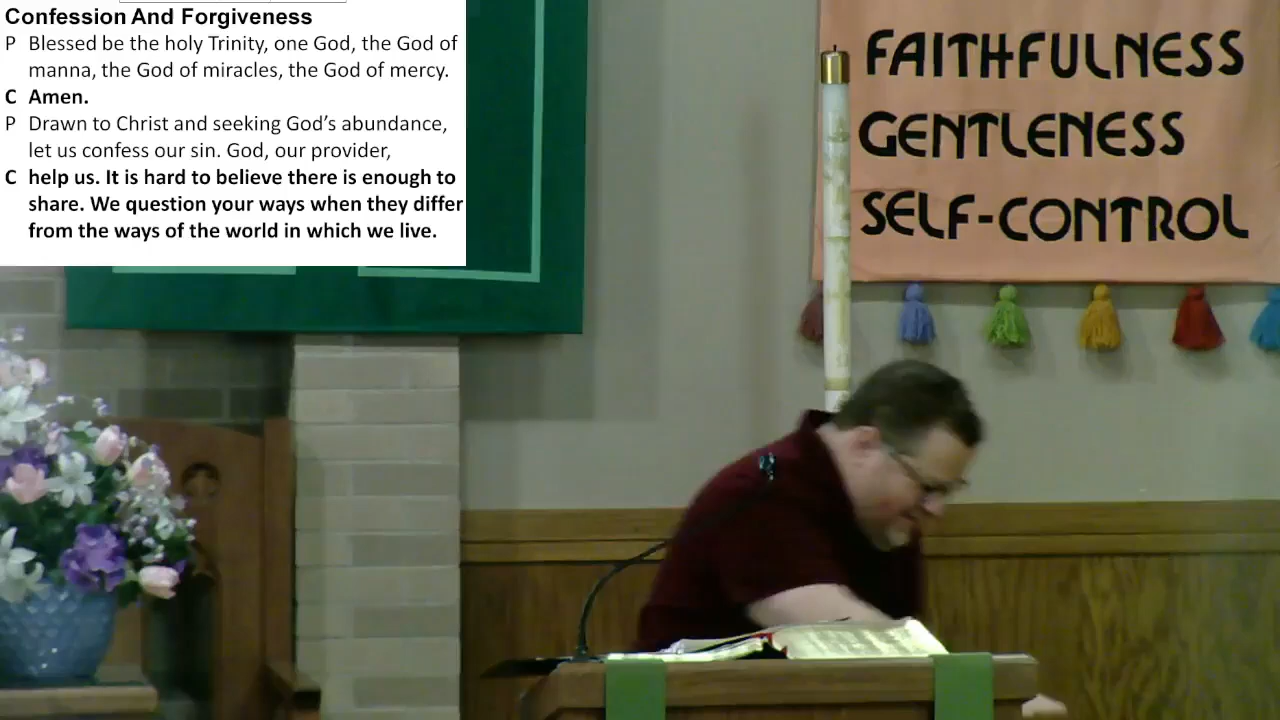 Confession And Forgiveness
P Blessed be the holy Trinity, one God, the God of
manna, the God of miracles, the God of mercy.
C Amen.
P Drawn to Christ and seeking God’s abundance,
let us confess our sin. God, our provider,
C help us. It is hard to believe there is enough to
share. We question your ways when they differ
from the ways of the world in which we live.
FAITHFULNESS
GENTLENESS
SELF-CONTROL